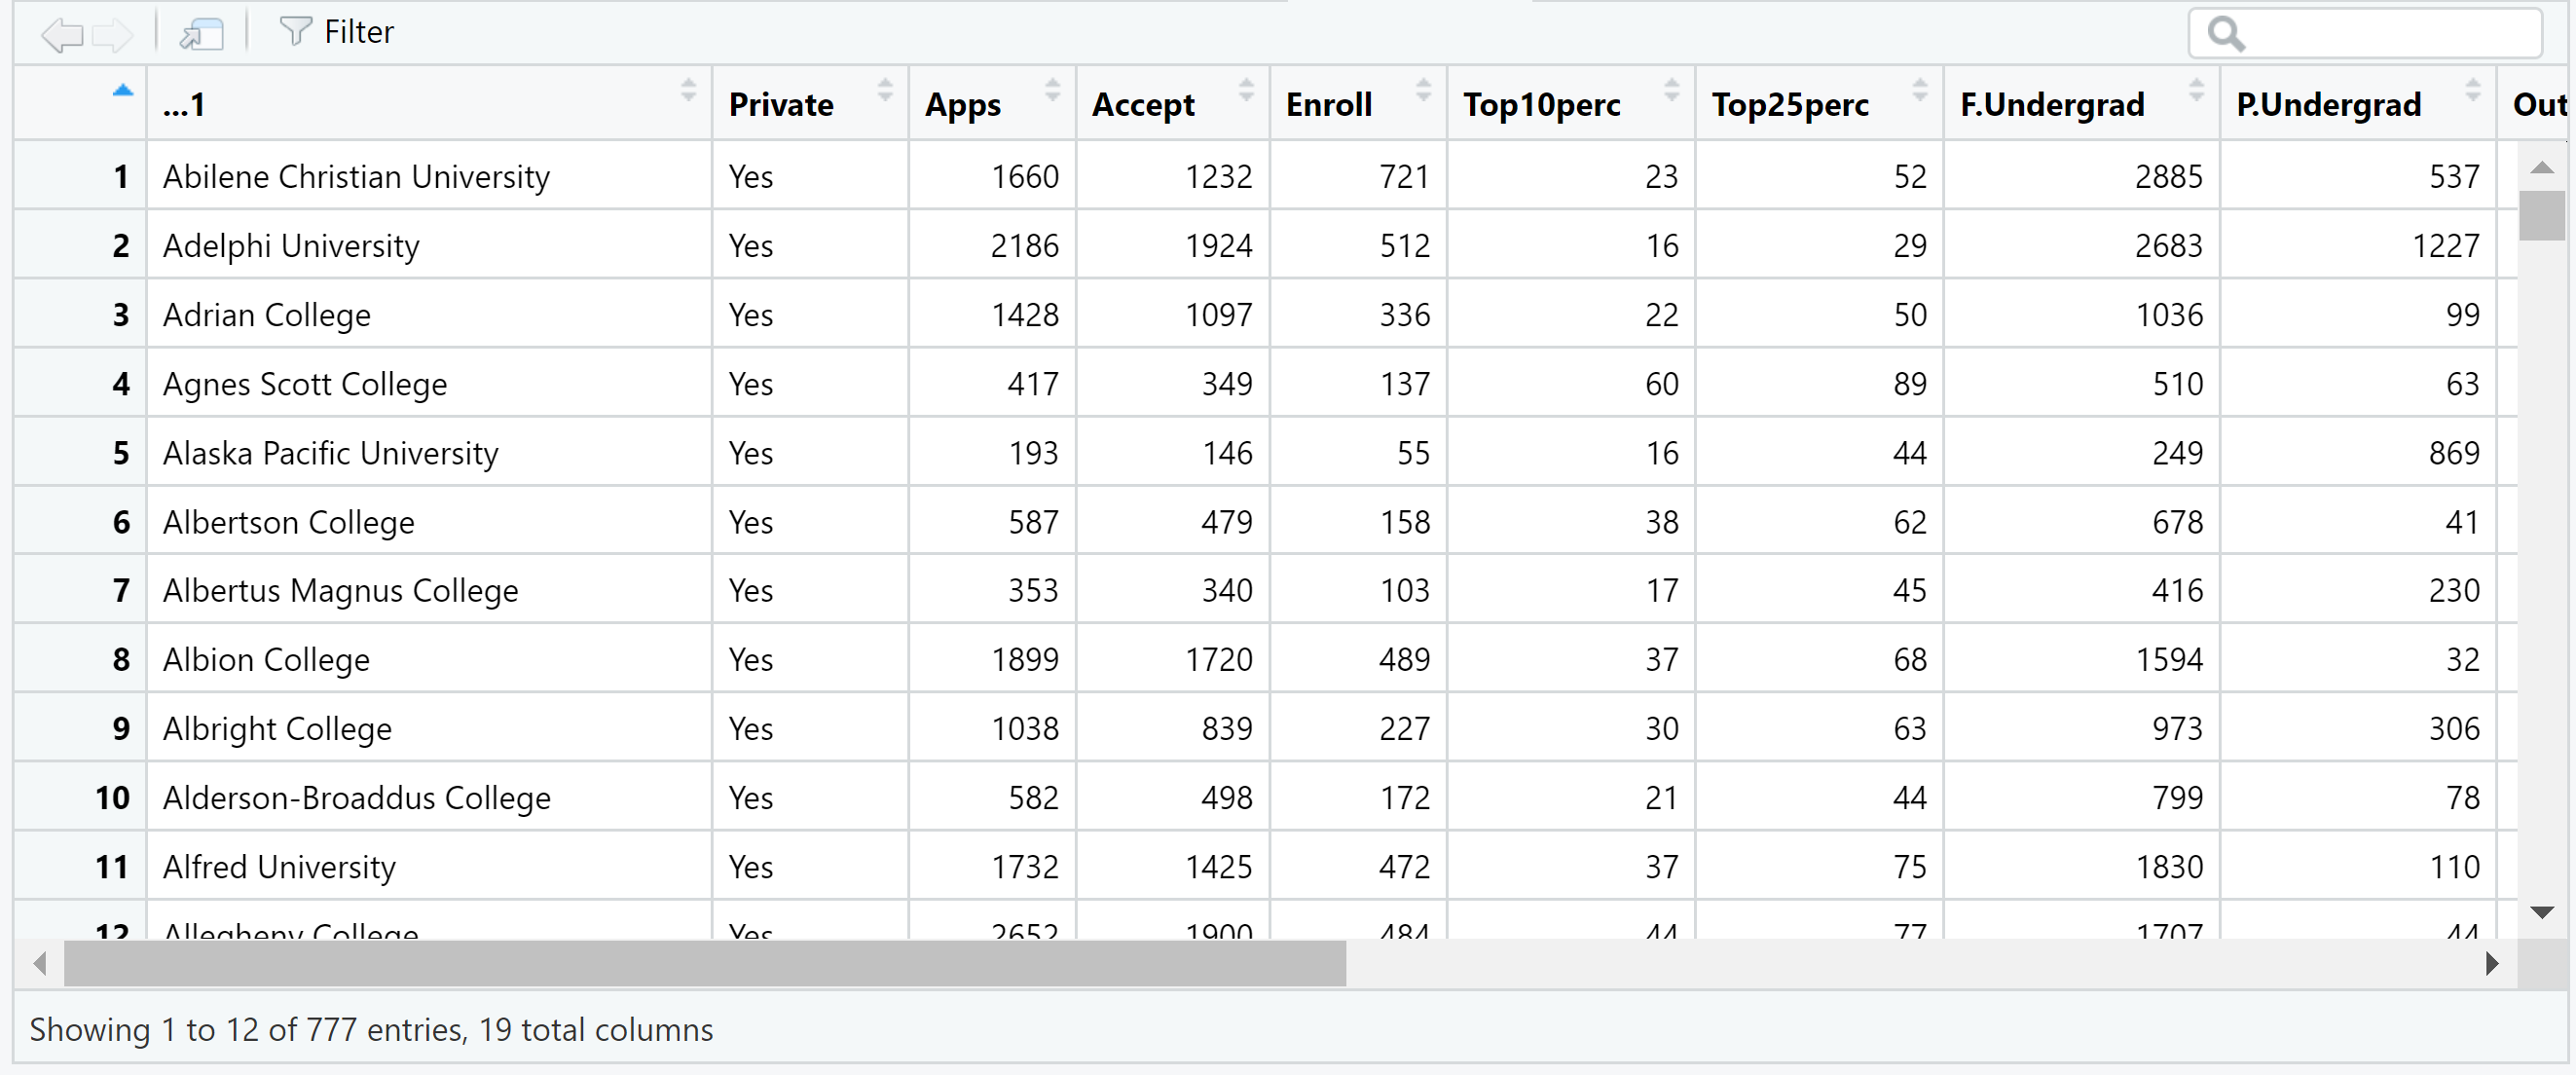 Filter
...1 Private Apps Accept Enroll Top10perc Top25perc F.Undergrad P.Undergrad Out
1 Abilene Christian University Yes 1660 1232 721 23 52 2885 537
2 Adelphi University Yes 2186 1924 512 16 29 2683 1227
3 Adrian College Yes 1428 1097 336 22 50 1036 99
4 Agnes Scott College Yes 417 349 137 60 89 510 63
5 Alaska Pacific University Yes 193 146 55 16 44 249 869
6 Albertson College Yes 587 479 158 38 62 678 41
7 Albertus Magnus College Yes 353 340 103 17 45 416 230
8 Albion College Yes 1899 1720 489 37 68 1594 32
9 Albright College Yes 1038 839 227 30 63 973 306
10 Alderson-Broaddus College Yes 582 498 172 21 44 799 78
11 Alfred University Yes 1732 1425 472 37 75 1830 110
12 Allegheny College Yes 2652 1900 484 44 77 1707 44
Showing 1 to 12 of 777 entries, 19 total columns